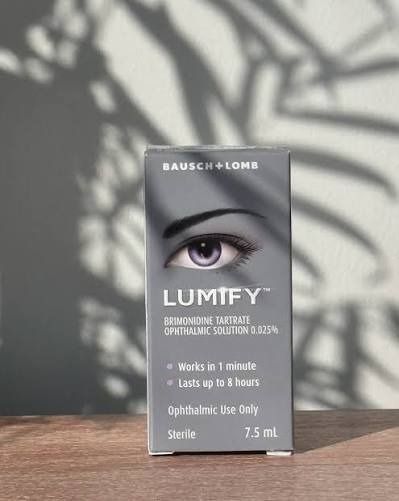 BAUSCH + LOMB
LUMIFY™
BRIMONIDINE TARTRATE
OPHTHALMIC SOLUTION 0.025%
Works in 1 minute
Lasts up to 8 hours
Ophthalmic Use Only
Sterile 7.5 mL